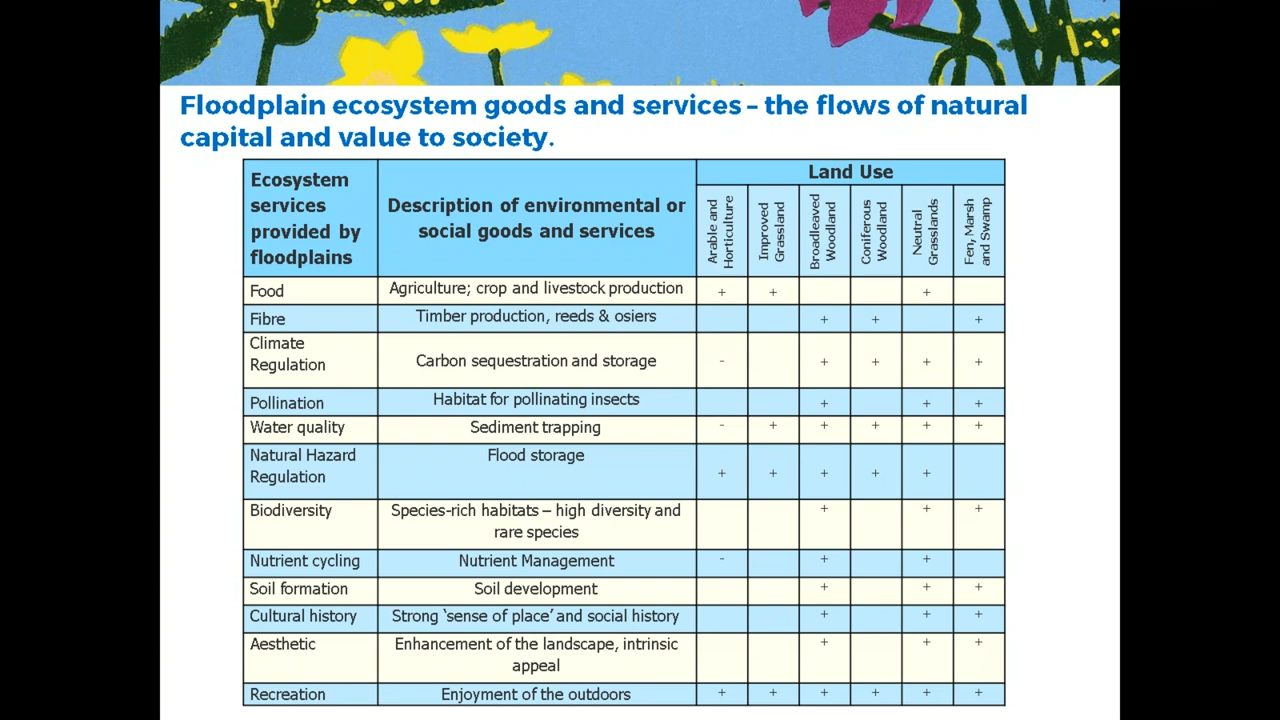 Floodplain ecosystem goods and services – the flows of natural
capital and value to society.
Ecosystem
services
provided by
floodplains
Description of environmental or
social goods and services
Land Use
Arable and
Horticulture
Improved
Grassland
Broadleaved
Woodland
Coniferous
Woodland
Neutral
Grasslands
Fen, Marsh
and Swamp
Food Agriculture; crop and livestock production + + +
Fibre Timber production, reeds & osiers + + +
Climate
Regulation Carbon sequestration and storage - + + + +
Pollination Habitat for pollinating insects + + +
Water quality Sediment trapping - + + + + +
Natural Hazard
Regulation Flood storage + + + + +
Biodiversity Species-rich habitats – high diversity and
rare species + + +
Nutrient cycling Nutrient Management - + +
Soil formation Soil development + + +
Cultural history Strong ‘sense of place’ and social history + + +
Aesthetic Enhancement of the landscape, intrinsic
appeal + + +
Recreation Enjoyment of the outdoors + + + + + +